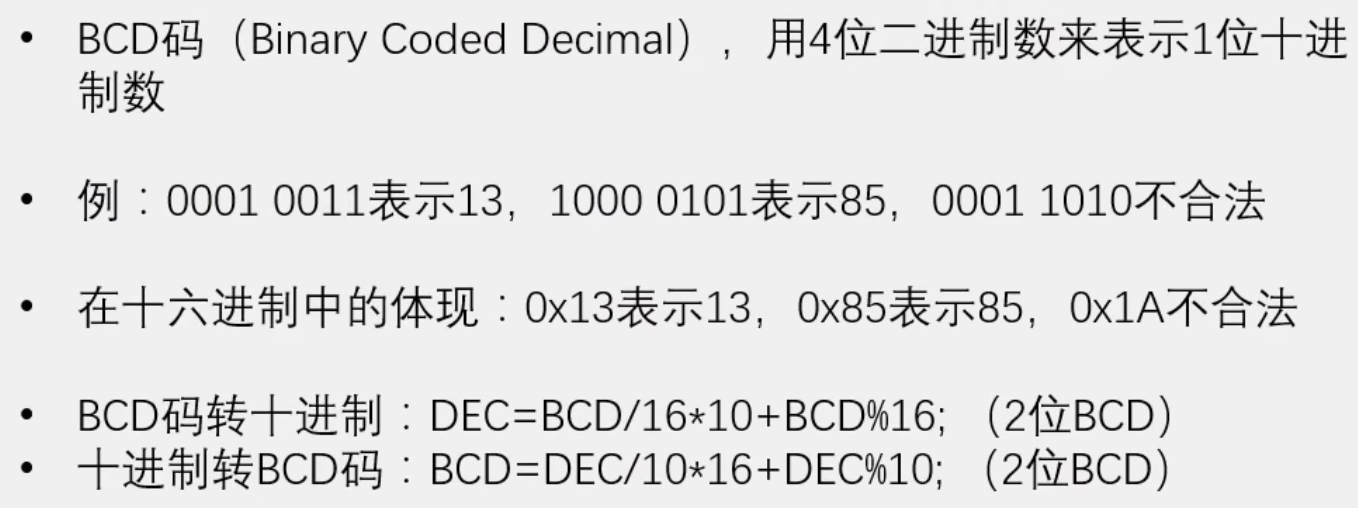 • BCD码（Binary Coded Decimal），用4位二进制数来表示1位十进
制数
• 例：0001 0011表示13，1000 0101表示85，0001 1010不合法
• 在十六进制中的体现：0x13表示13，0x85表示85，0x1A不合法
• BCD码转十进制：DEC=BCD/16*10+BCD%16; （2位BCD）
• 十进制转BCD码：BCD=DEC/10*16+DEC%10; （2位BCD）